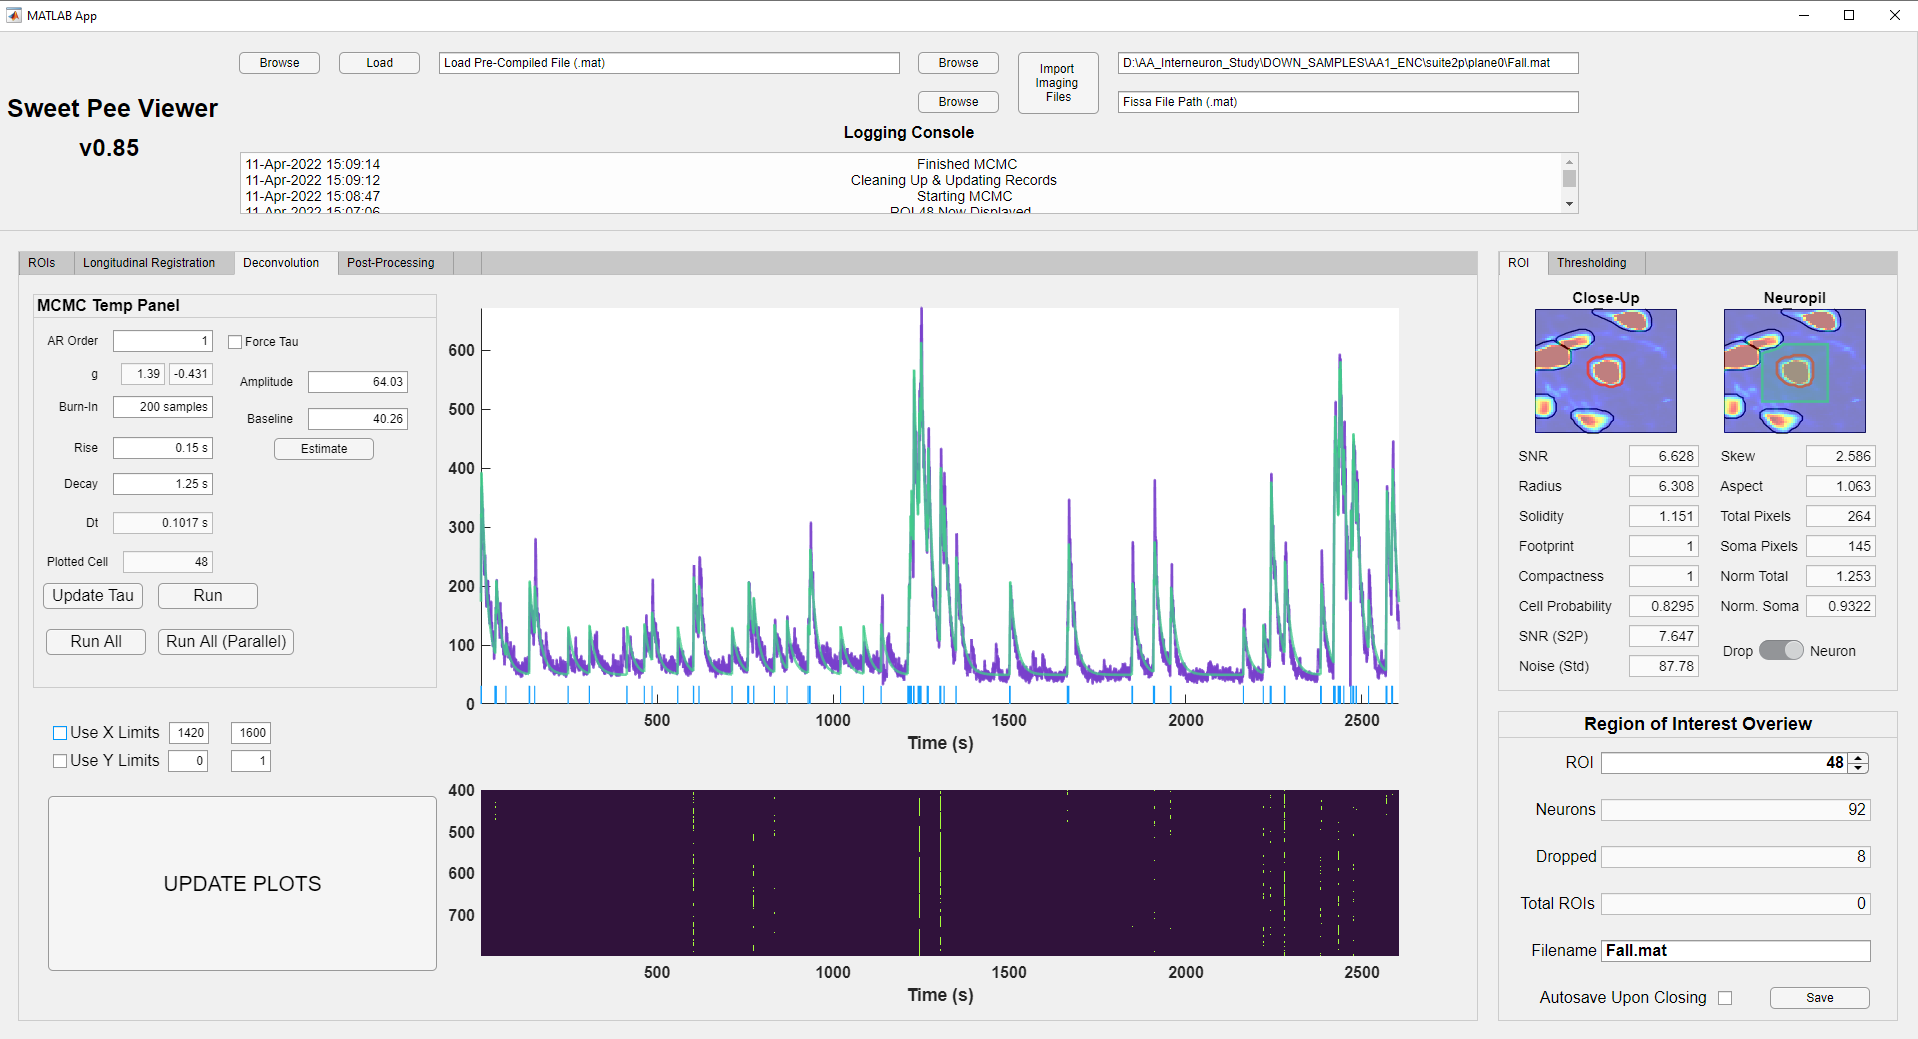 MATLAB App
Browse
Load
Load Pre-Compiled File (.mat)
Browse
Import
Imaging
Files
D:\AA_Interneuron_Study\DOWN_SAMPLES\AA1_ENC\suite2p\plane0\Fall.mat
Browse
Fissa File Path (.mat)
Sweet Pee Viewer
v0.85
Logging Console
11-Apr-2022 15:09:14 Finished MCMC
11-Apr-2022 15:09:12 Cleaning Up & Updating Records
11-Apr-2022 15:08:47 Starting MCMC
11-Apr-2022 15:07:06 ROI 48 Now Displayed
ROIs
Longitudinal Registration
Deconvolution
Post-Processing
MCMC Temp Panel
AR Order 1
Force Tau
g 1.39 -0.431
Amplitude 64.03
Burn-In 200 samples
Baseline 40.26
Rise 0.15 s
Estimate
Decay 1.25 s
Dt 0.1017 s
Plotted Cell 48
Update Tau
Run
Run All
Run All (Parallel)
Use X Limits 1420 1600
Use Y Limits 0 1
UPDATE PLOTS
600
500
400
300
200
100
0
500 1000 1500 2000 2500
Time (s)
400
500
600
700
500 1000 1500 2000 2500
Time (s)
ROI
Thresholding
Close-Up
Neuropil
SNR 6.628
Skew 2.586
Radius 6.308
Aspect 1.063
Solidity 1.151
Total Pixels 264
Footprint 1
Soma Pixels 145
Compactness 1
Norm Total 1.253
Cell Probability 0.8295
Norm. Soma 0.9322
SNR (S2P) 7.647
Drop Neuron
Noise (Std) 87.78
Region of Interest Overiew
ROI 48
Neurons 92
Dropped 8
Total ROIs 0
Filename Fall.mat
Autosave Upon Closing
Save